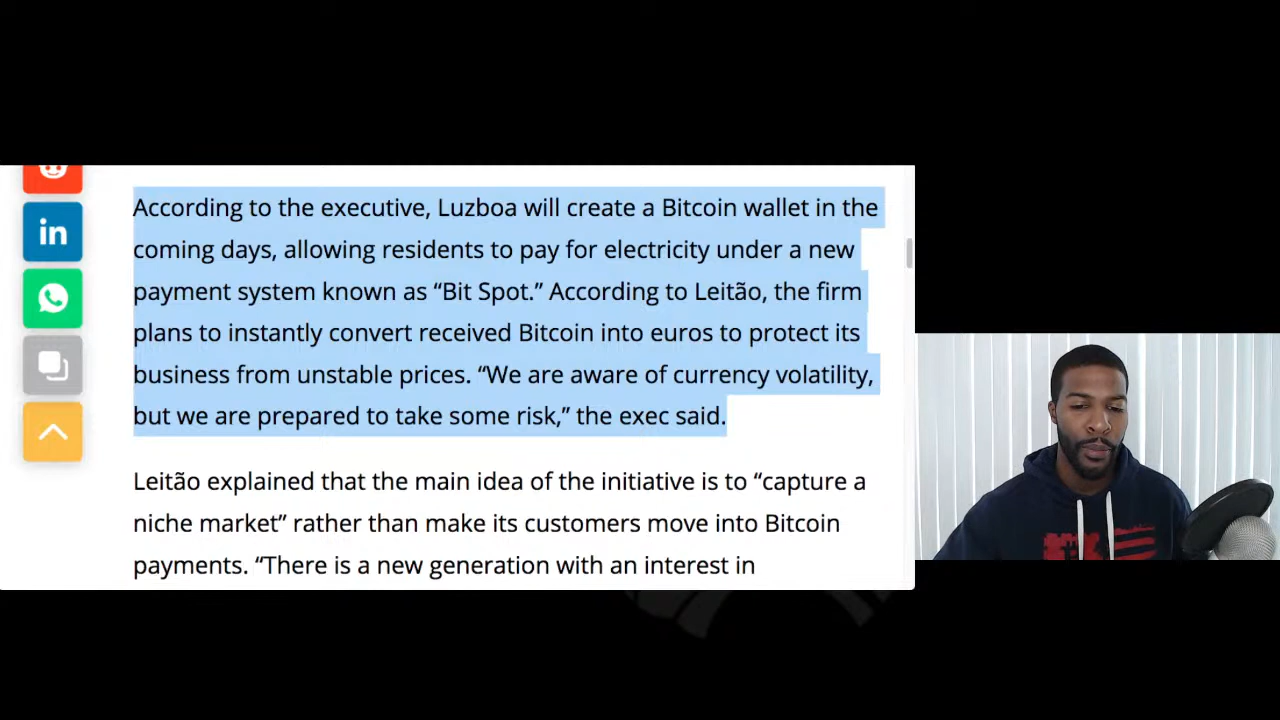 According to the executive, Luzboa will create a Bitcoin wallet in the
coming days, allowing residents to pay for electricity under a new
payment system known as “Bit Spot.” According to Leitão, the firm
plans to instantly convert received Bitcoin into euros to protect its
business from unstable prices. “We are aware of currency volatility,
but we are prepared to take some risk,” the exec said.
Leitão explained that the main idea of the initiative is to “capture a
niche market” rather than make its customers move into Bitcoin
payments. “There is a new generation with an interest in
in